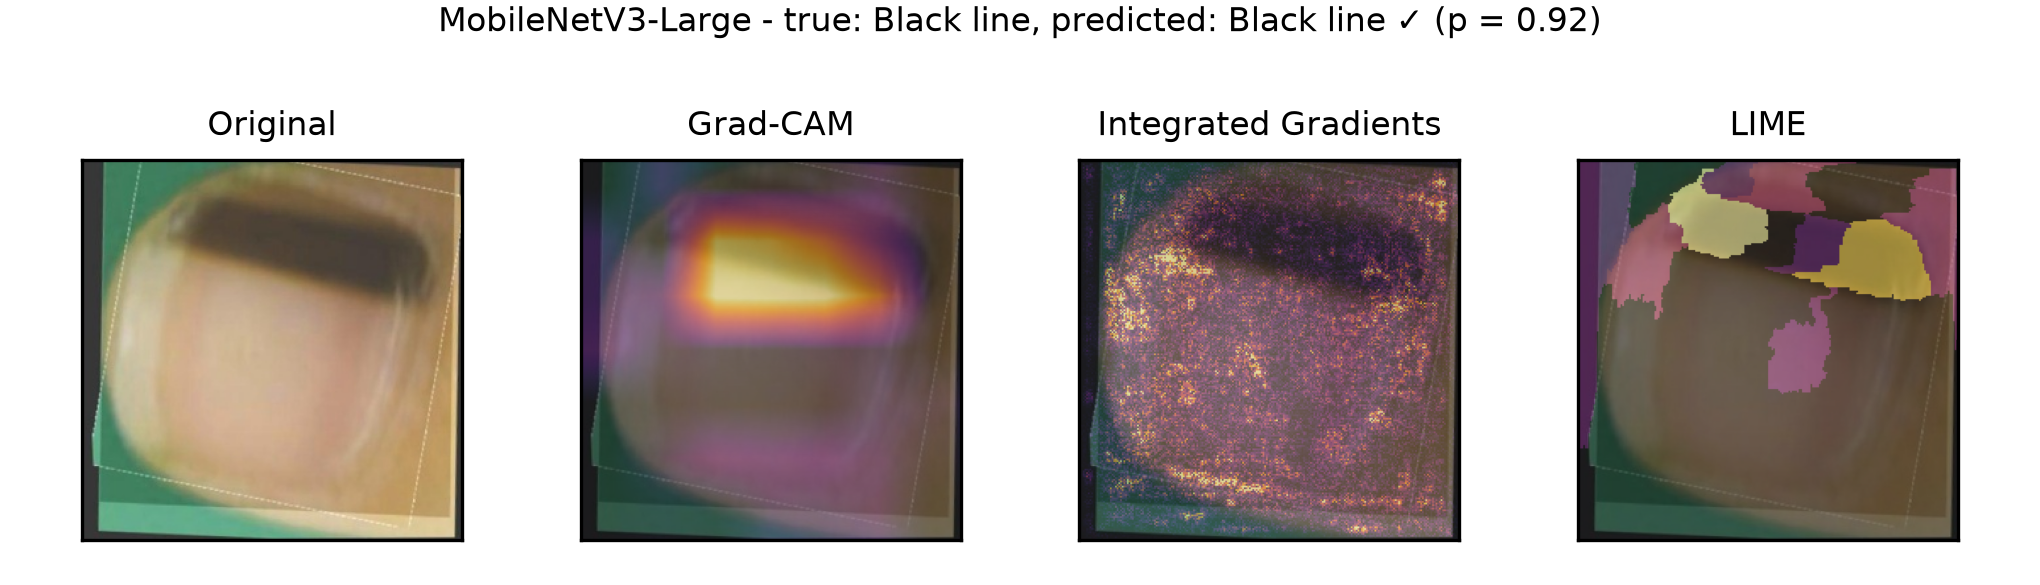 MobileNetV3-Large - true: Black line, predicted: Black line ✓ (p = 0.92)
Original
Grad-CAM
Integrated Gradients
LIME